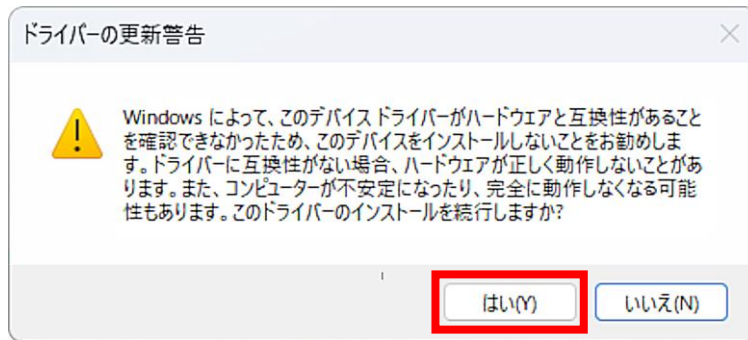 ドライバーの更新警告
Windows によって、このデバイス ドライバーがハードウェアと互換性があること
を確認できなかったため、このデバイスをインストールしないことをお勧めしま
す。ドライバーに互換性がない場合、ハードウェアが正しく動作しないことがあ
ります。また、コンピューターが不安定になったり、完全に動作しなくなる可能
性もあります。このドライバーのインストールを続行しますか?
はい(Y)
いいえ(N)